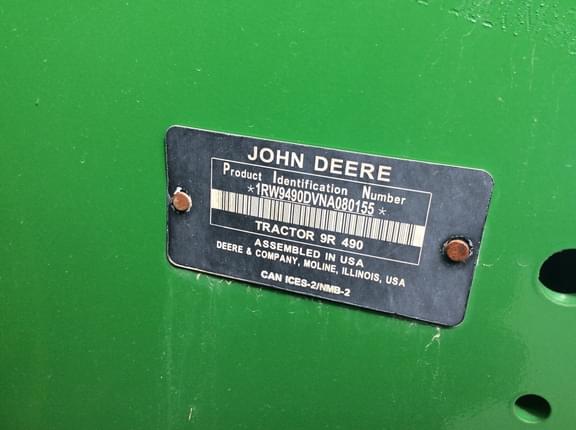 JOHN DEERE
Product Identification Number
*1RW9490DVNA080155*
TRACTOR 9R 490
ASSEMBLED IN USA
DEERE & COMPANY, MOLINE, ILLINOIS, USA
CAN ICES-2/NMB-2